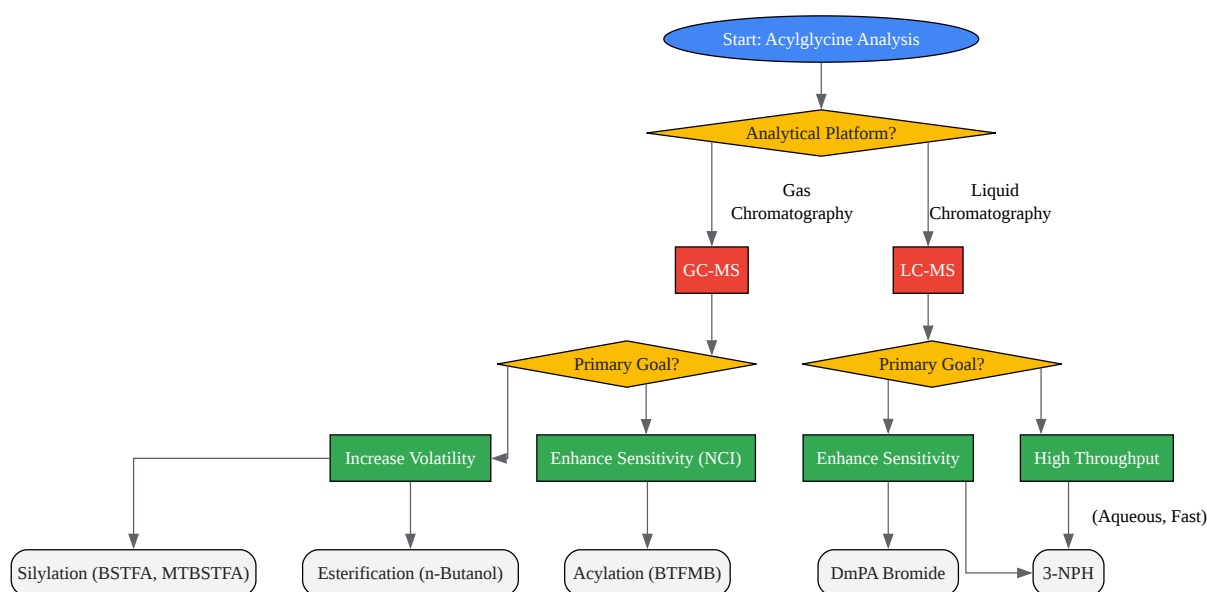 Start: Acylglycine Analysis
Analytical Platform?
Gas
Chromatography
Liquid
Chromatography
GC-MS
LC-MS
Primary Goal?
Primary Goal?
Increase Volatility
Enhance Sensitivity (NCI)
Enhance Sensitivity
High Throughput
(Aqueous, Fast)
Silylation (BSTFA, MTBSTFA)
Esterification (n-Butanol)
Acylation (BTFMB)
DmPA Bromide
3-NPH